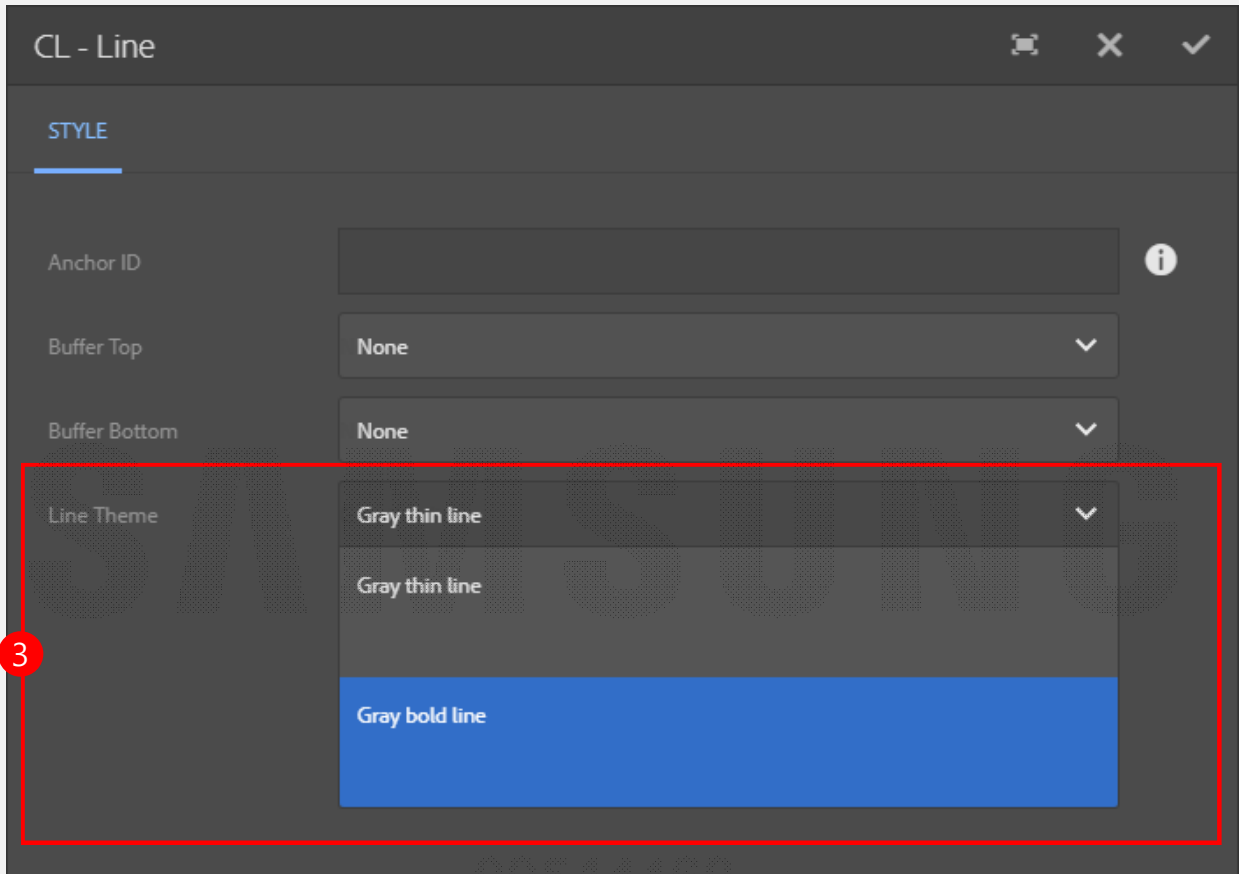 CL - Line
STYLE
Anchor ID
Buffer Top
None
Buffer Bottom
None
SAMSUNG
Line Theme
Gray thin line
Gray thin line
3
Gray bold line